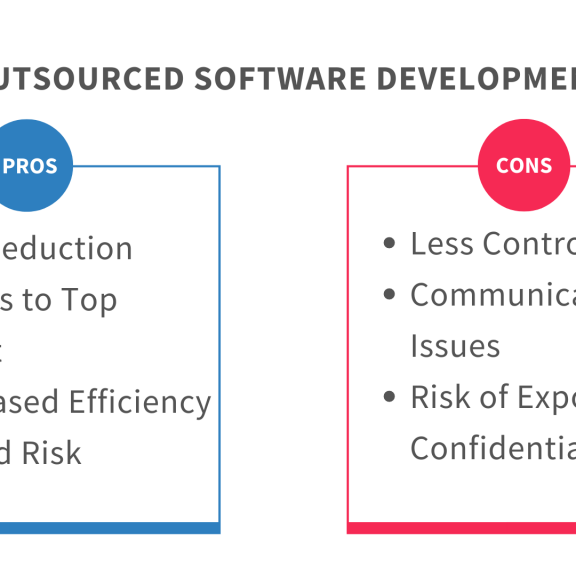 UTSOURCED SOFTWARE DEVELOPME
PROS
eduction
s to Top
ased Efficiency
d Risk
CONS
• Less Contro
• Communica
Issues
• Risk of Expo
Confidentia